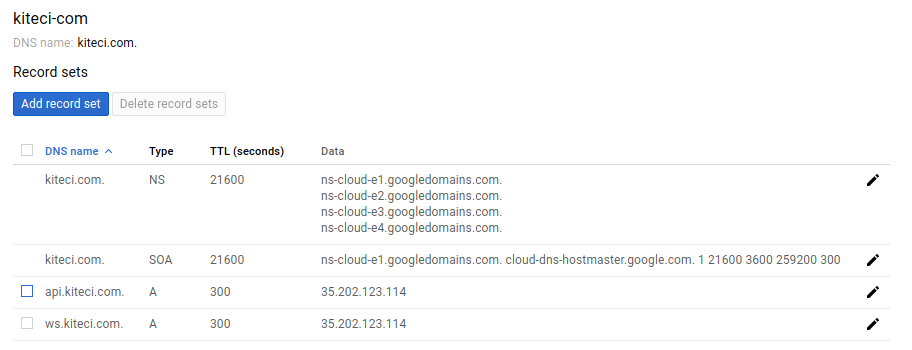 kiteci-com
DNS name: kiteci.com.
Record sets
Add record set Delete record sets
DNS name Type TTL (seconds) Data
kiteci.com. NS 21600 ns-cloud-e1.googledomains.com.
ns-cloud-e2.googledomains.com.
ns-cloud-e3.googledomains.com.
ns-cloud-e4.googledomains.com.
kiteci.com. SOA 21600 ns-cloud-e1.googledomains.com. cloud-dns-hostmaster.google.com. 1 21600 3600 259200 300
api.kiteci.com. A 300 35.202.123.114
ws.kiteci.com. A 300 35.202.123.114